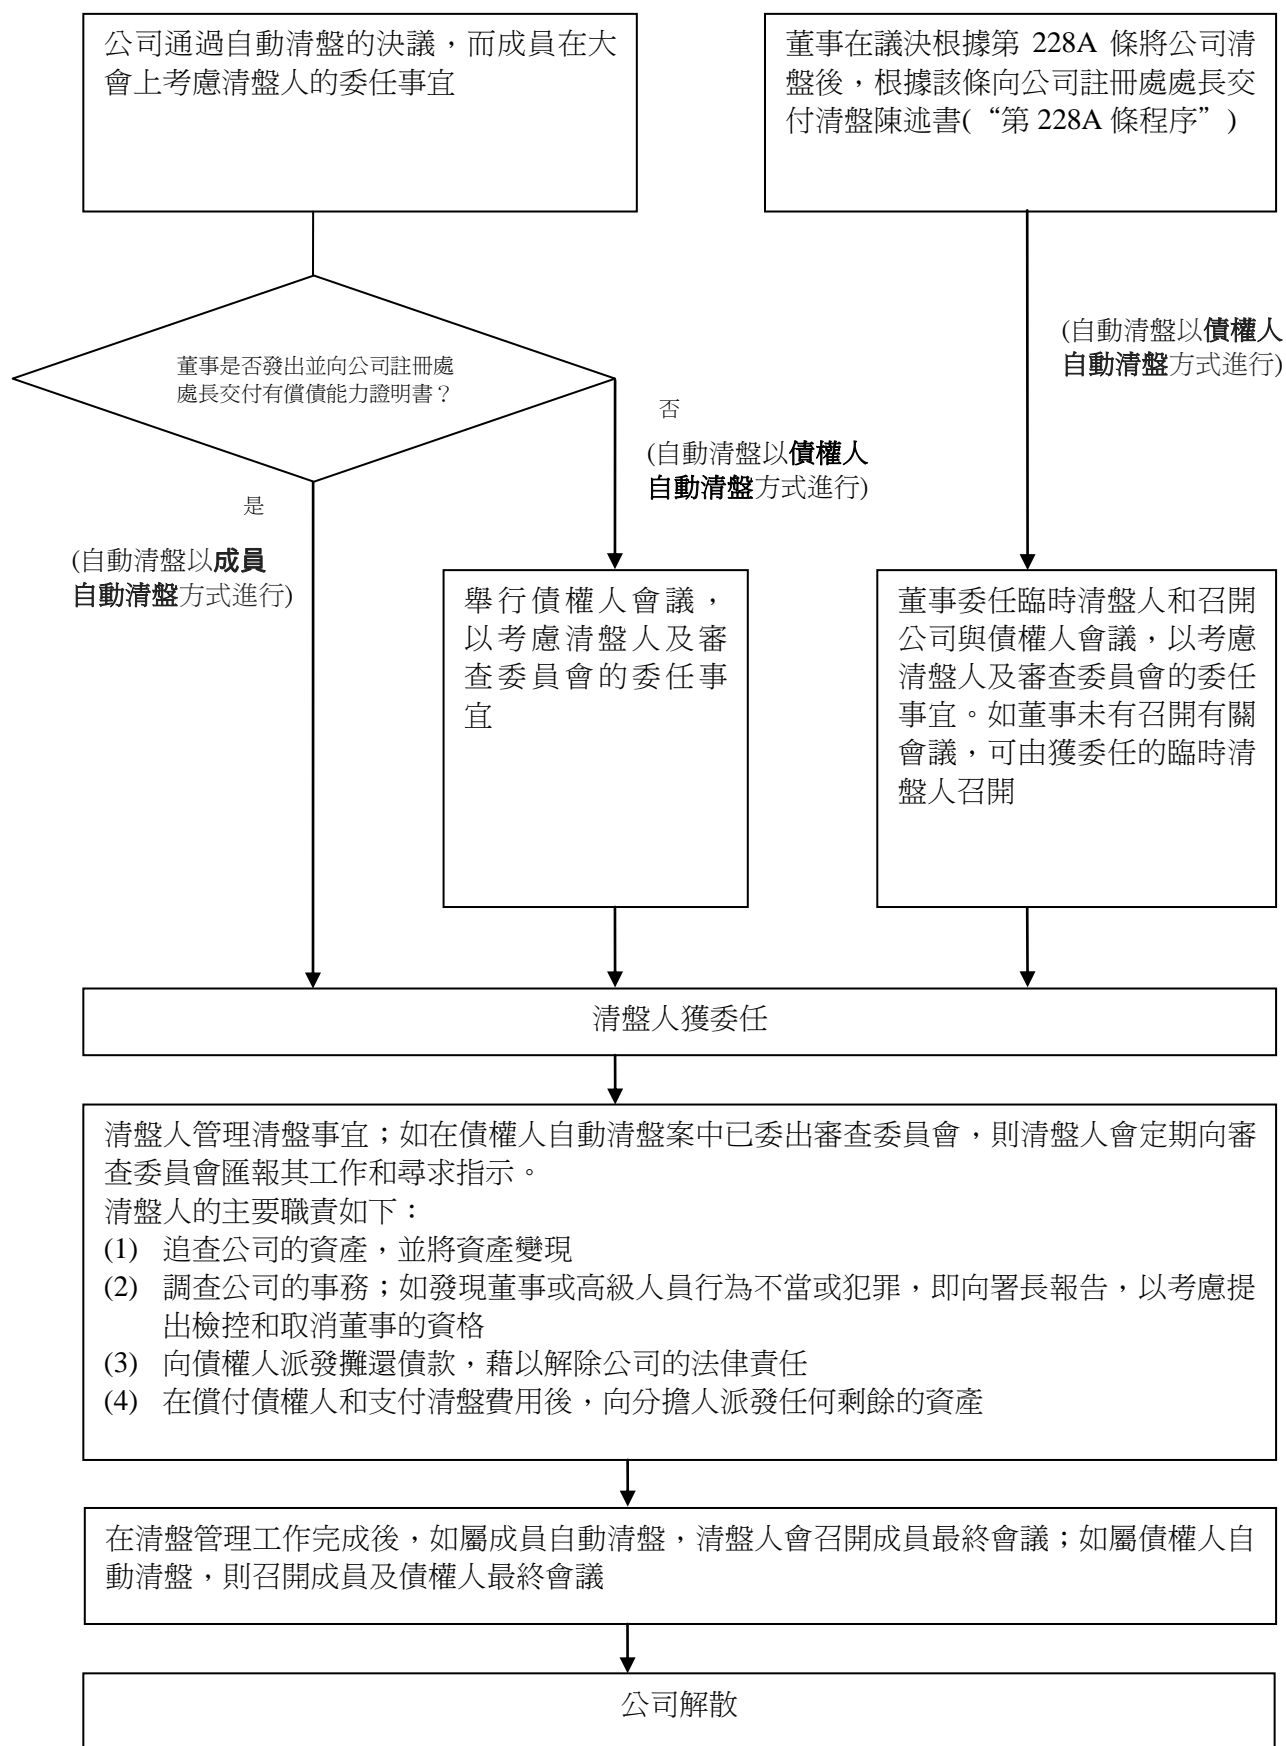 公司通過自動清盤的決議，而成員在大
會上考慮清盤人的委任事宜
董事在議決根據第 228A 條將公司清
盤後，根據該條向公司註冊處處長交
付清盤陳述書(“第 228A 條程序”)
董事是否發出並向公司註冊處
處長交付有償債能力證明書？
(自動清盤以債權人
自動清盤方式進行)
否
(自動清盤以債權人
自動清盤方式進行)
是
(自動清盤以成員
自動清盤方式進行)
舉行債權人會議，
以考慮清盤人及審
查委員會的委任事
宜
董事委任臨時清盤人和召開
公司與債權人會議，以考慮
清盤人及審查委員會的委任
事宜。如董事未有召開有關
會議，可由獲委任的臨時清
盤人召開
清盤人獲委任
清盤人管理清盤事宜；如在債權人自動清盤案中已委出審查委員會，則清盤人會定期向審
查委員會匯報其工作和尋求指示。
清盤人的主要職責如下：
(1) 追查公司的資產，並將資產變現
(2) 調查公司的事務；如發現董事或高級人員行為不當或犯罪，即向署長報告，以考慮提
出檢控和取消董事的資格
(3) 向債權人派發攤還債款，藉以解除公司的法律責任
(4) 在償付債權人和支付清盤費用後，向分擔人派發任何剩餘的資產
在清盤管理工作完成後，如屬成員自動清盤，清盤人會召開成員最終會議；如屬債權人自
動清盤，則召開成員及債權人最終會議
公司解散